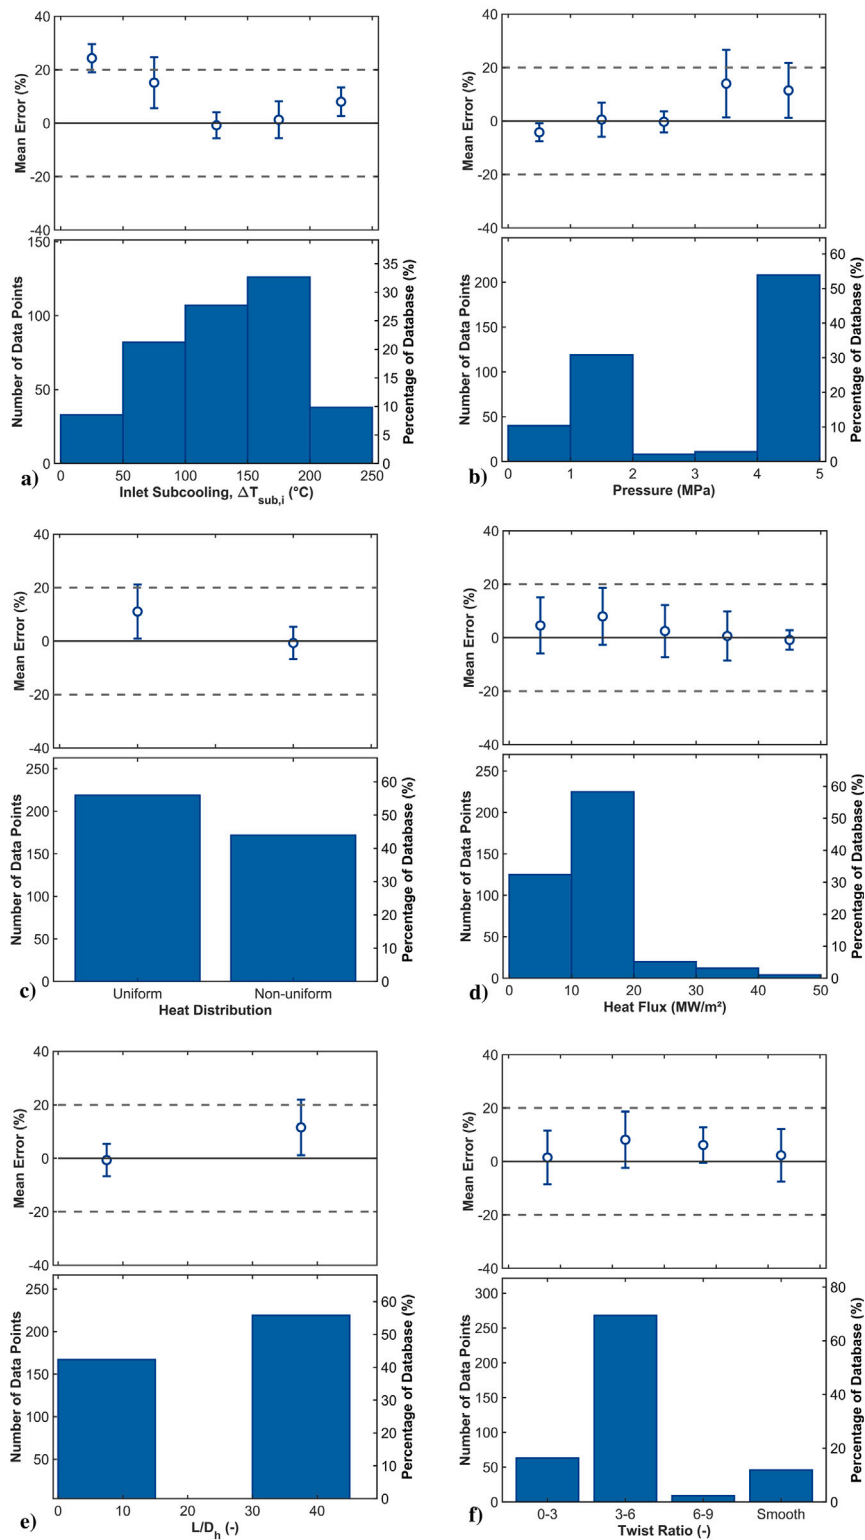 40
20
0
-20
-40
Mean Error (%)
150
100
50
0
Number of Data Points
35
30
25
20
15
10
5
0
Percentage of Database (%)
0 50 100 150 200 250
a)
Inlet Subcooling, ΔTsub,i (°C)
40
20
0
-20
-40
Mean Error (%)
200
150
100
50
0
Number of Data Points
60
50
40
30
20
10
0
Percentage of Database (%)
0 1 2 3 4 5
b)
Pressure (MPa)
40
20
0
-20
-40
Mean Error (%)
250
200
150
100
50
0
Number of Data Points
60
50
40
30
20
10
0
Percentage of Database (%)
Uniform Non-uniform
c)
Heat Distribution
40
20
0
-20
-40
Mean Error (%)
250
200
150
100
50
0
Number of Data Points
60
50
40
30
20
10
0
Percentage of Database (%)
0 10 20 30 40 50
d)
Heat Flux (MW/m²)
40
20
0
-20
-40
Mean Error (%)
250
200
150
100
50
Number of Data Points
60
50
40
30
20
10
0
Percentage of Database (%)
0 10 20 30 40
e)
L/Dh (-)
40
20
0
-20
-40
Mean Error (%)
300
250
200
150
100
50
0
Number of Data Points
80
60
40
20
0
Percentage of Database (%)
0-3 3-6 6-9 Smooth
f)
Twist Ratio (-)